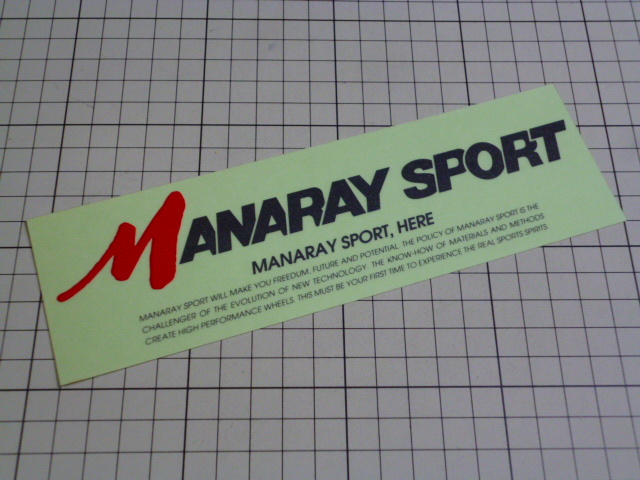 MANARAY SPORT
MANARAY SPORT, HERE
MANARAY SPORT WILL MAKE YOU FREEDUM, FUTURE AND POTENTIAL. THE POLICY OF MANARAY SPORT IS THE
CHALLENGER OF THE EVOLUTION OF NEW TECHNOLOGY. THE KNOW-HOW OF MATERIALS AND METHODS
CREATE HIGH PERFORMANCE WHEELS. THIS MUST BE YOUR FIRST TIME TO EXPERIENCE THE REAL SPORTS SPIRITS.